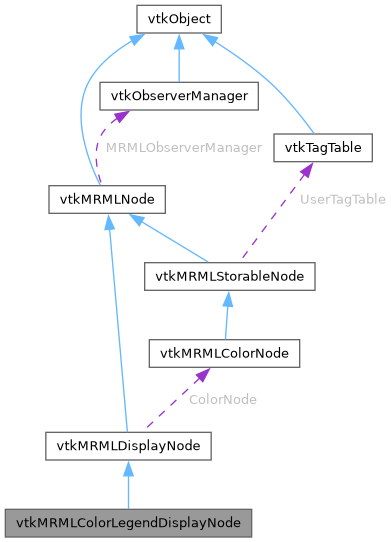 vtkObject
vtkObserverManager
MRMLObserverManager
vtkTagTable
vtkMRMLNode
UserTagTable
vtkMRMLStorableNode
vtkMRMLColorNode
ColorNode
vtkMRMLDisplayNode
vtkMRMLColorLegendDisplayNode